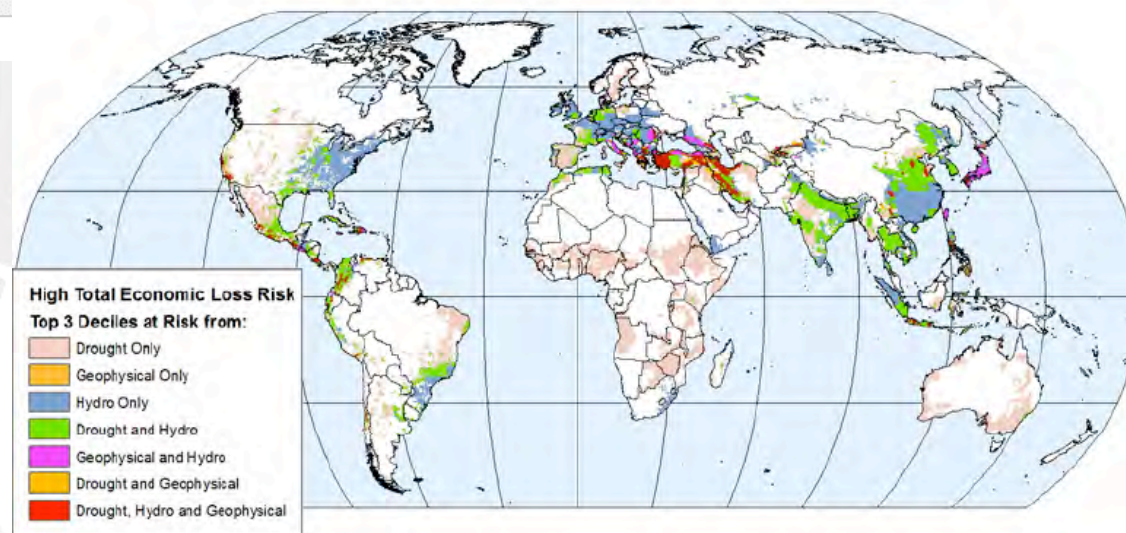 High Total Economic Loss Risk
Top 3 Deciles at Risk from:
Drought Only
Geophysical Only
Hydro Only
Drought and Hydro
Geophysical and Hydro
Drought and Geophysical
Drought, Hydro and Geophysical